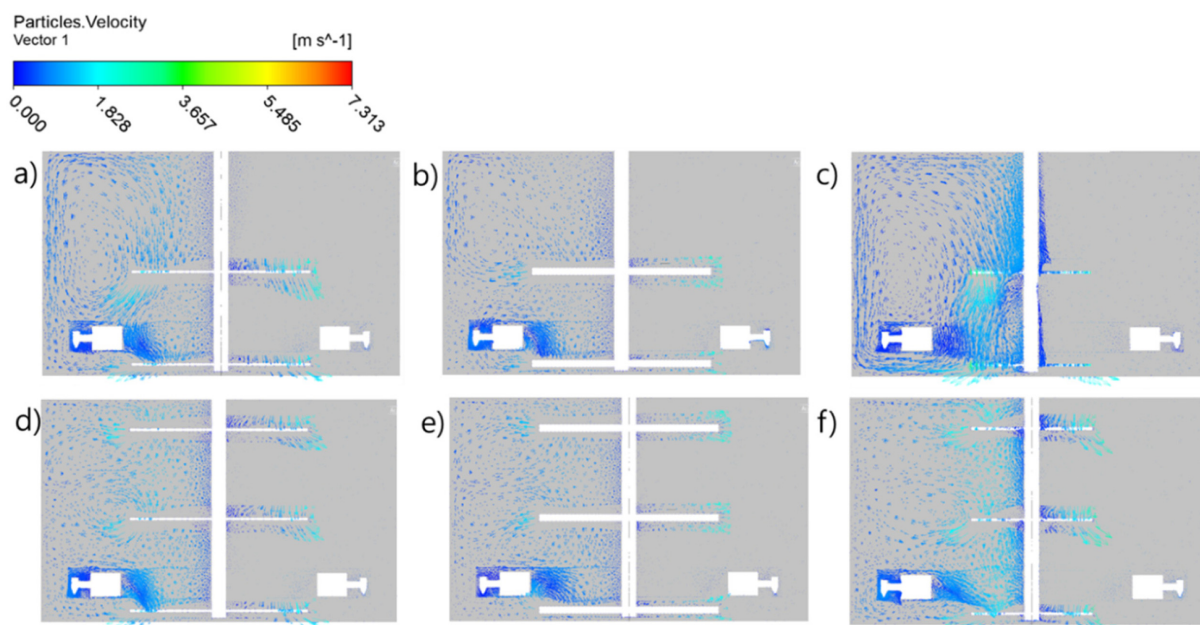 Particles.Velocity
Vector 1
[m s^-1]
0.000
1.828
3.657
5.485
7.313
a)
b)
c)
d)
e)
f)